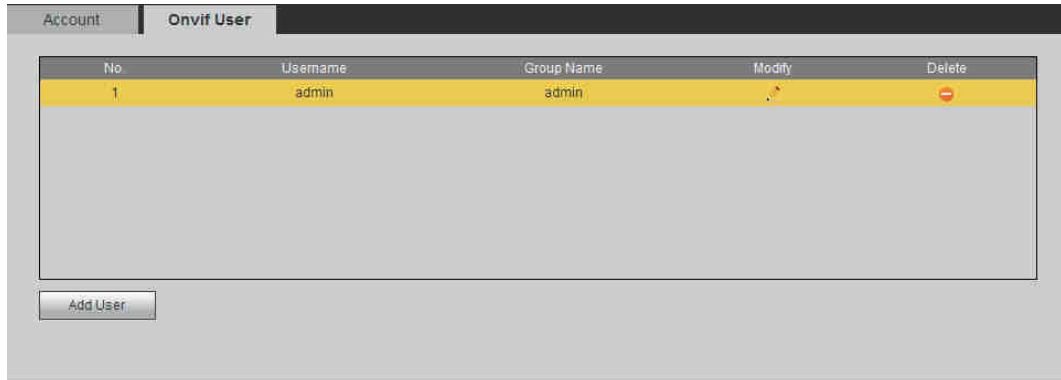 Account Onvif User
No. Username Group Name Modify Delete
1 admin admin
Add User